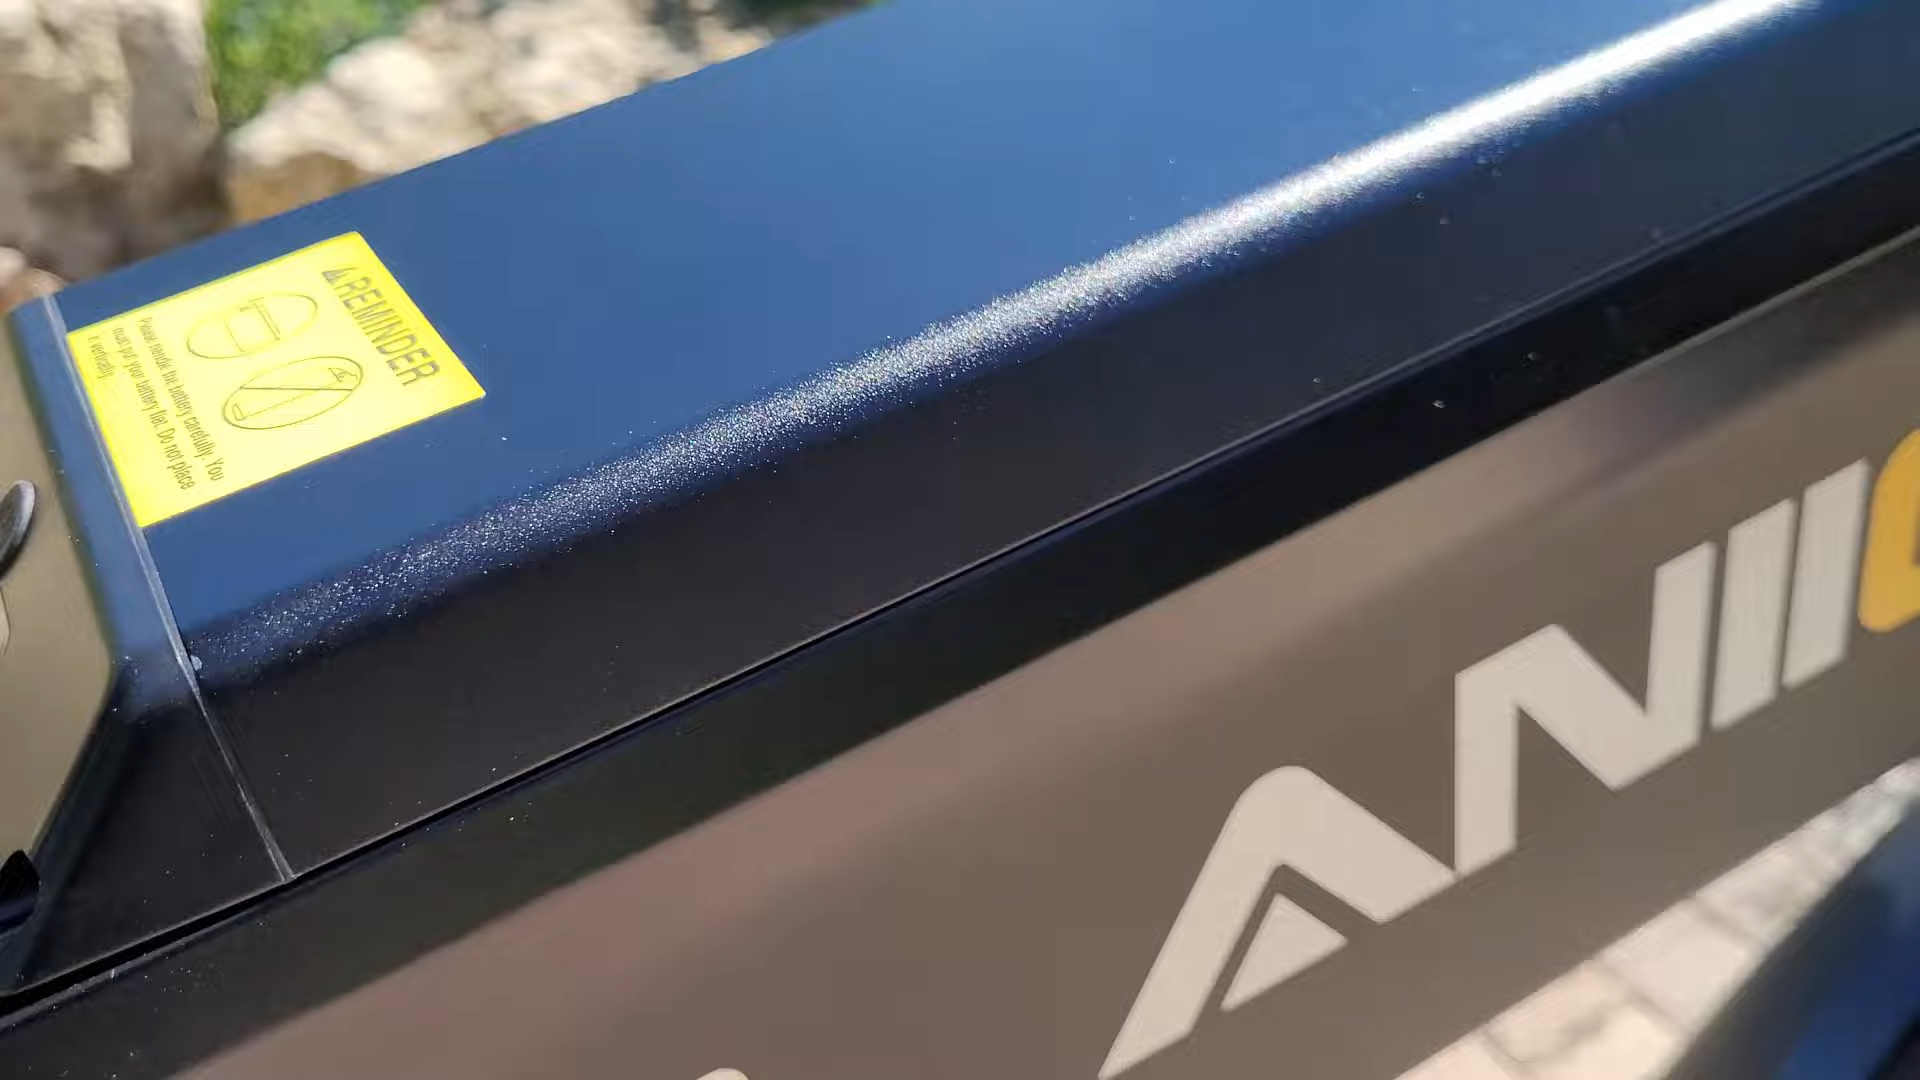 ⚠REMINDER
Please handle the battery carefully. You
must put your battery flat. Do not place
it vertically.
ANII